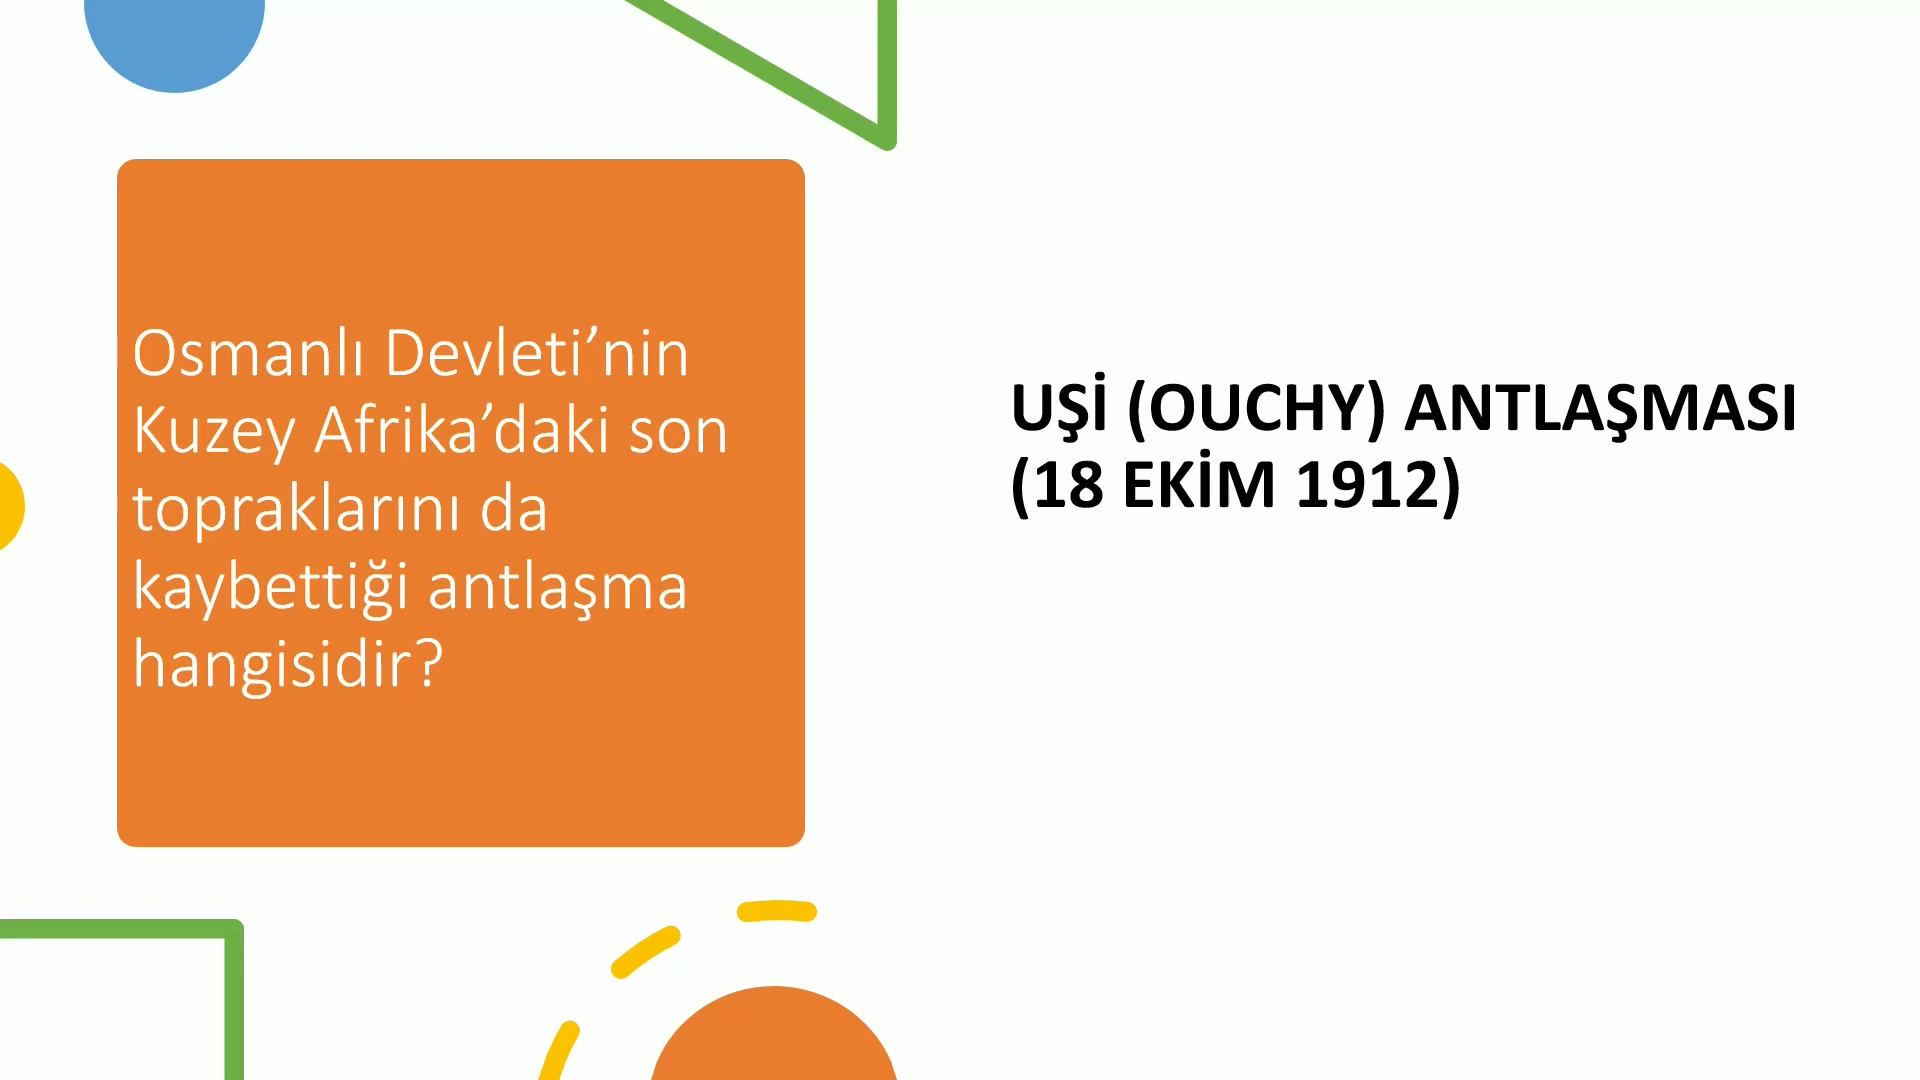 Osmanlı Devleti’nin
Kuzey Afrika’daki son
topraklarını da
kaybettiği antlaşma
hangisidir?
UŞİ (OUCHY) ANTLAŞMASI
(18 EKİM 1912)